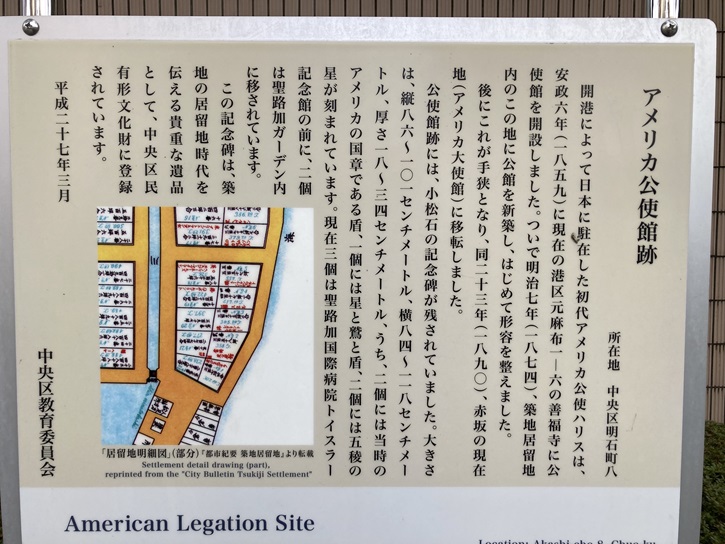 アメリカ公使館跡
所在地　中央区明石町八
開港によって日本に駐在した初代アメリカ公使ハリスは、
安政六年(一八五九)に現在の港区元麻布一―六の善福寺に公
使館を開設しました。ついで明治七年(一八七四)、築地居留地
内のこの地に公館を新築し、はじめて形容を整えました。
後にこれが手狭となり、同二十三年(一八九〇)、赤坂の現在
地(アメリカ大使館)に移転しました。
公使館跡には、小松石の記念碑が残されていました。大きさ
は、縦八六～一〇一センチメートル、横八四～一一八センチメー
トル、厚さ一八～三四センチメートル、うち、二個には当時の
アメリカの国章である盾、一個には星と鷲と盾、二個には五稜の
星が刻まれています。現在三個は聖路加国際病院トイスラー
記念館の前に、二個
は聖路加ガーデン内
に移されています。
この記念碑は、築
地の居留地時代を
伝える貴重な遺品
として、中央区民
有形文化財に登録
されています。
平成二十七年三月
中央区教育委員会
「居留地明細図」(部分)『都市紀要 築地居留地』より転載
Settlement detail drawing (part),
reprinted from the "City Bulletin Tsukiji Settlement"
American Legation Site
Location: Akashi-cho 8, Chuo-ku